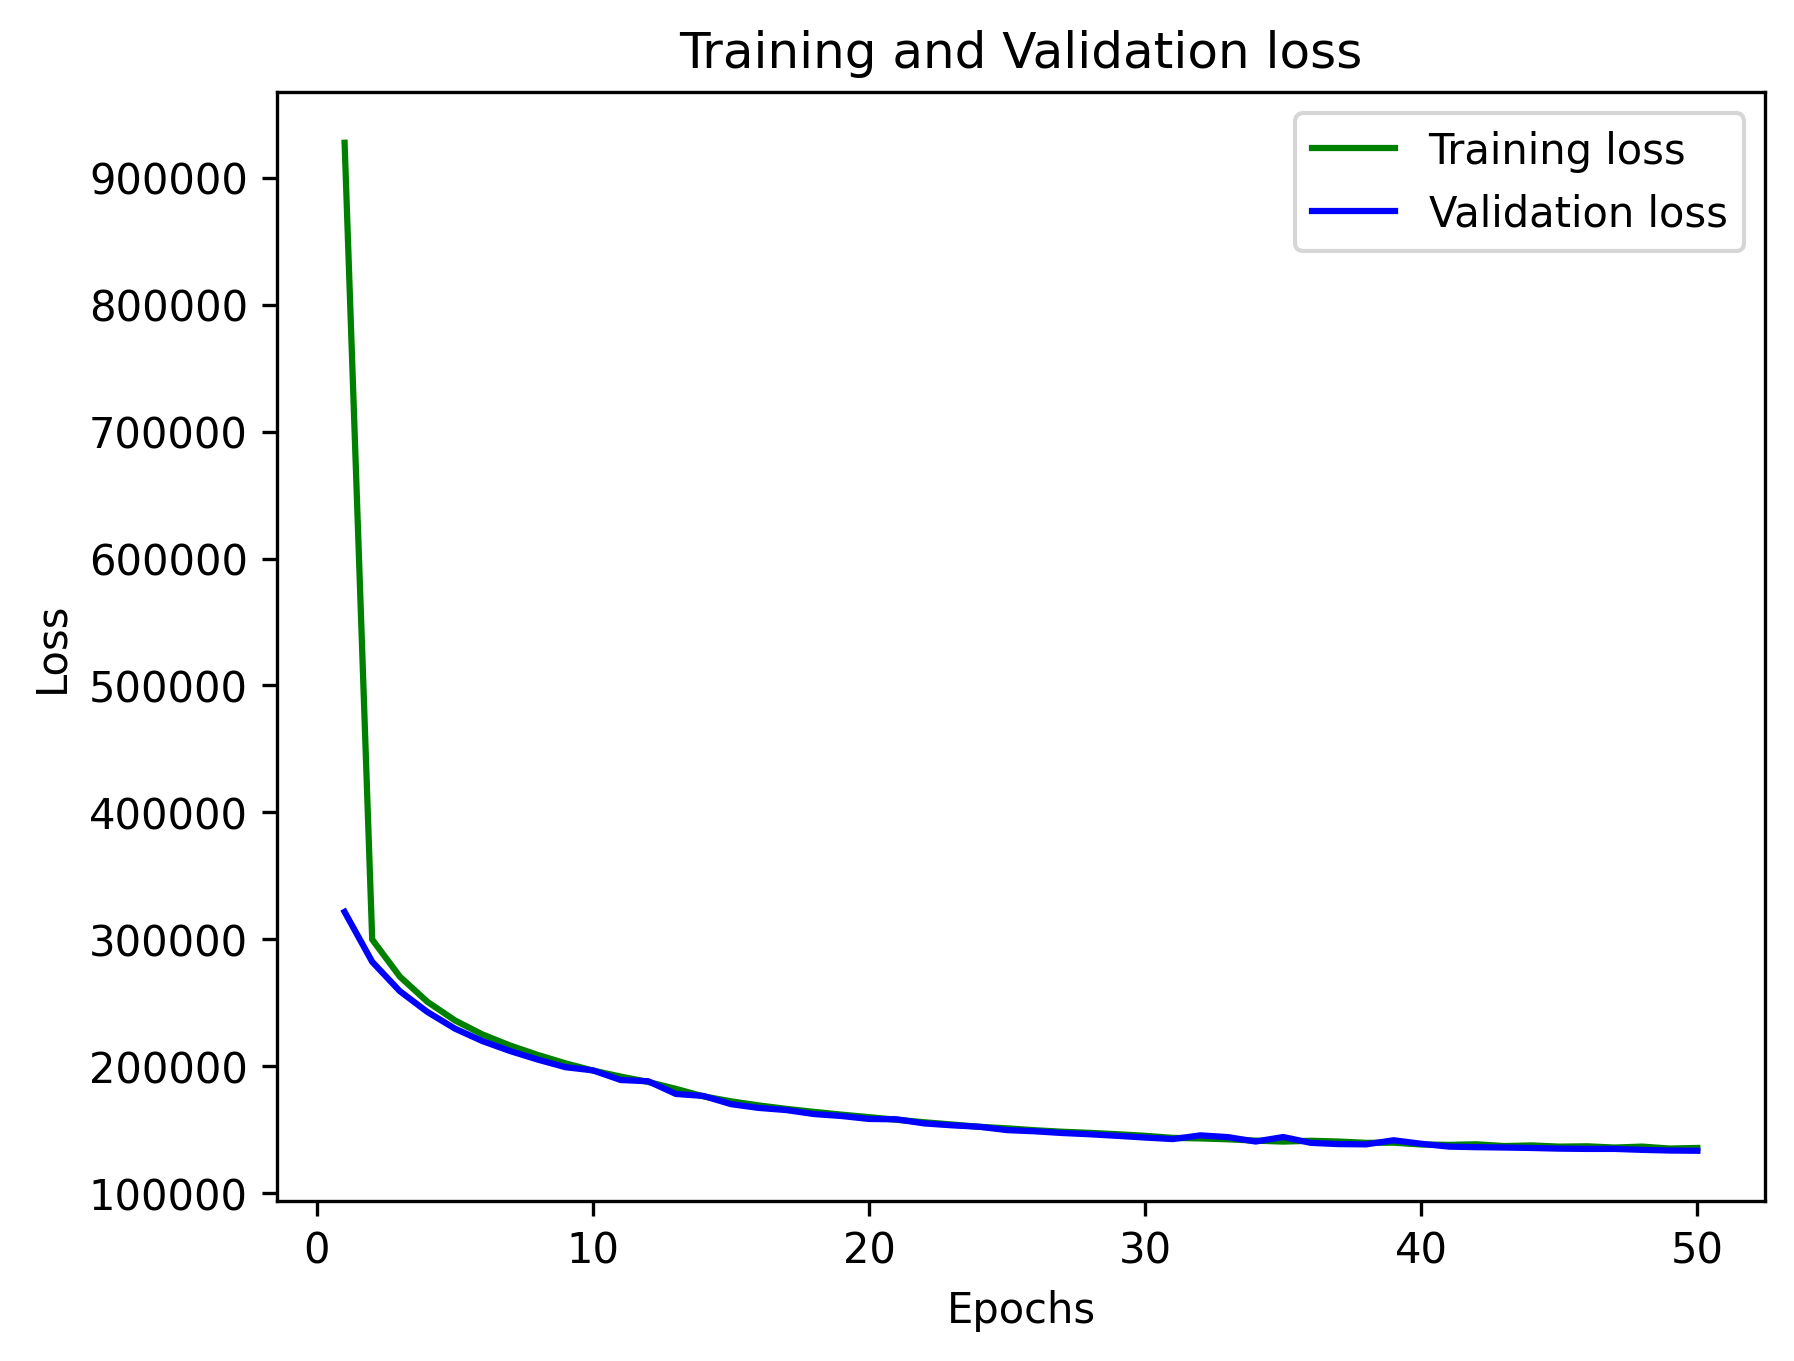 Training and Validation loss
Training loss
Validation loss
900000
800000
700000
600000
500000
400000
300000
200000
100000
Loss
0 10 20 30 40 50
Epochs